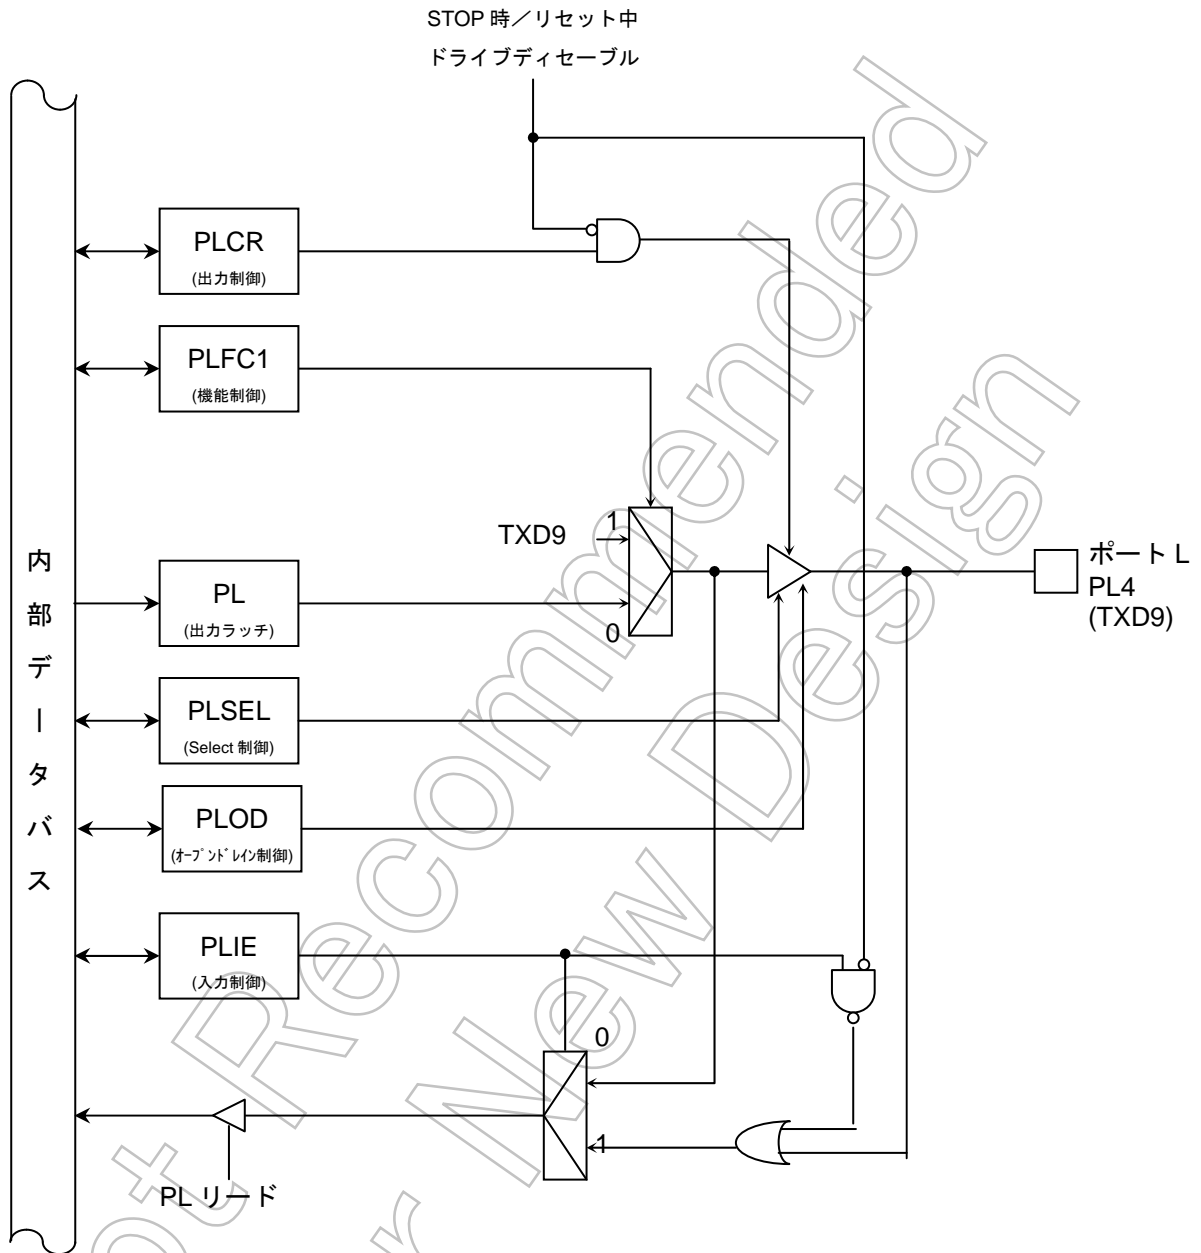 STOP 時／リセット中
ドライブディセーブル
PLCR
(出力制御)
PLFC1
(機能制御)
TXD9
1
0
内部データバス
PL
(出力ラッチ)
ポート L
PL4
(TXD9)
PLSEL
(Select 制御)
PLOD
(ｵｰﾌﾟﾝﾄﾞﾚｲﾝ制御)
PLIE
(入力制御)
0
1
PL リード
Not Recommended
for New Design